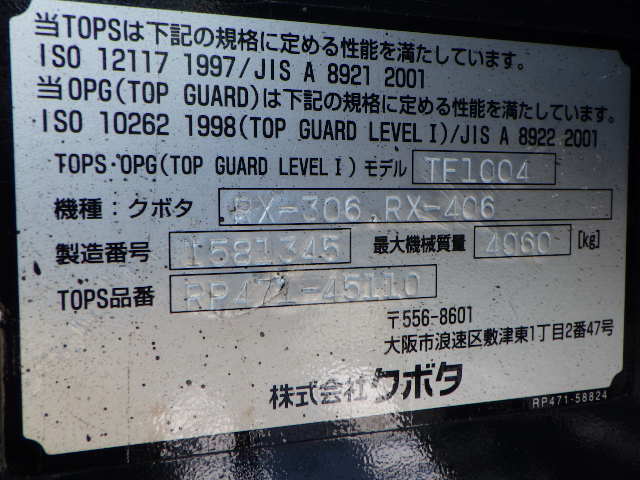 当TOPSは下記の規格に定める性能を満たしています。
ISO 12117 1997/JIS A 8921 2001
当OPG(TOP GUARD)は下記の規格に定める性能を満たしています。
ISO 10262 1998(TOP GUARD LEVELⅠ)/JIS A 8922 2001
TOPS・OPG(TOP GUARD LEVELⅠ)モデル TF1004
機種:クボタ RX-306,RX-406
製造番号 1581345 最大機械質量 4060 [kg]
TOPS品番 RP471-45110
〒556-8601
大阪市浪速区敷津東1丁目2番47号
株式会社クボタ
RP471-58824